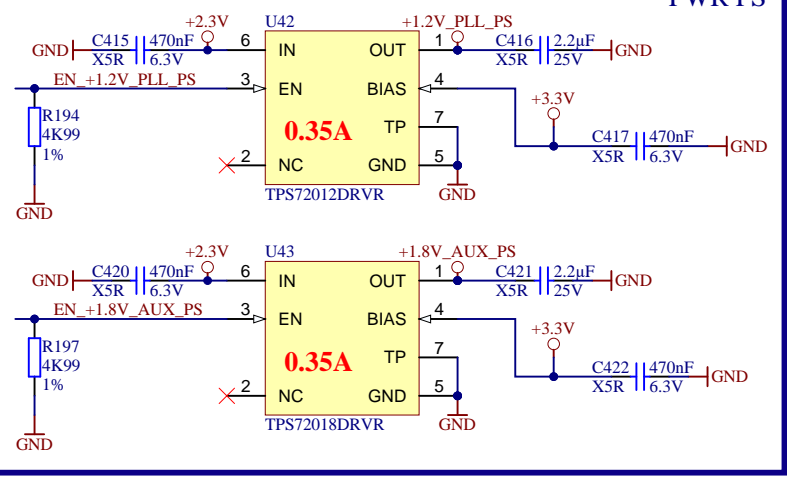 PWR PS
+2.3V U42 +1.2V_PLL_PS
C415 470nF 6 IN OUT 1 C416 2.2µF
GND X5R 6.3V X5R 25V GND
EN_+1.2V_PLL_PS 3 EN BIAS 4
+3.3V
R194
4K99
1%
0.35A TP 7
C417 470nF
X5R 6.3V GND
2 NC GND 5
GND TPS72012DRVR GND
+2.3V U43 +1.8V_AUX_PS
C420 470nF 6 IN OUT 1 C421 2.2µF
GND X5R 6.3V X5R 25V GND
EN_+1.8V_AUX_PS 3 EN BIAS 4
+3.3V
R197
4K99
1%
0.35A TP 7
C422 470nF
X5R 6.3V GND
2 NC GND 5
GND TPS72018DRVR GND